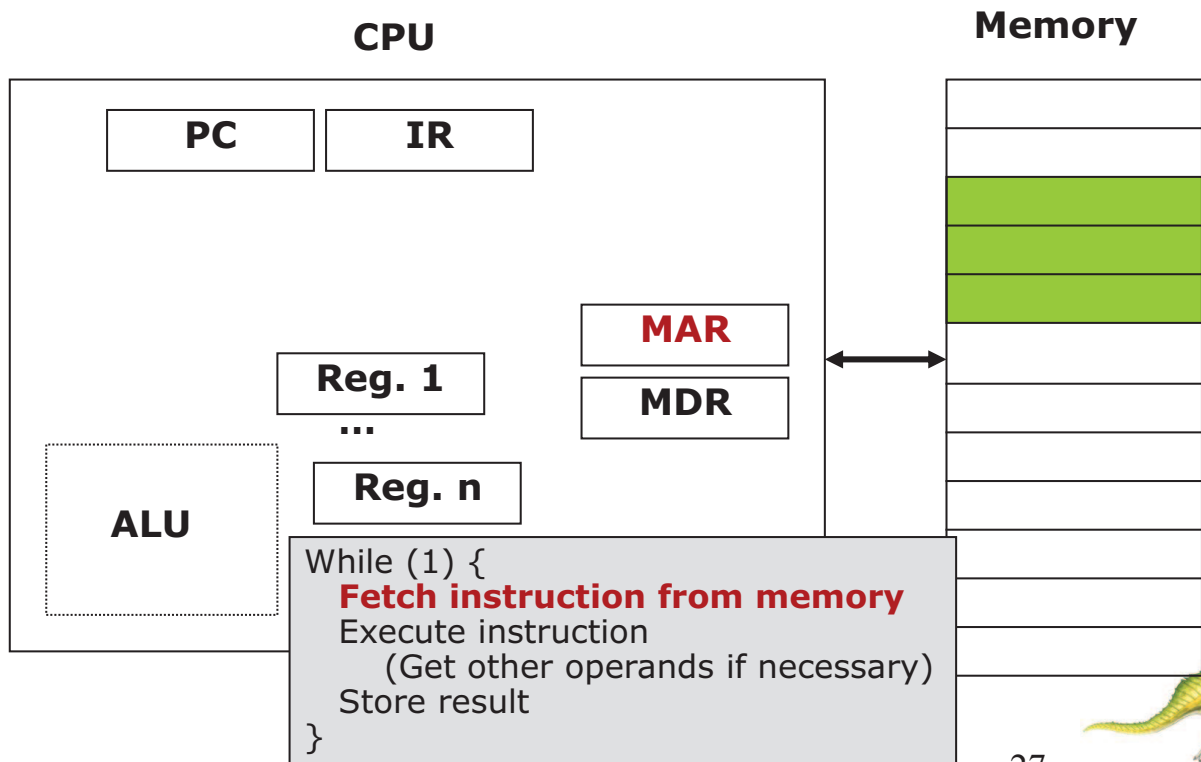 CPU
Memory
PC
IR
MAR
Reg. 1
MDR
...
Reg. n
ALU
While (1) {
Fetch instruction from memory
Execute instruction
(Get other operands if necessary)
Store result
}
27